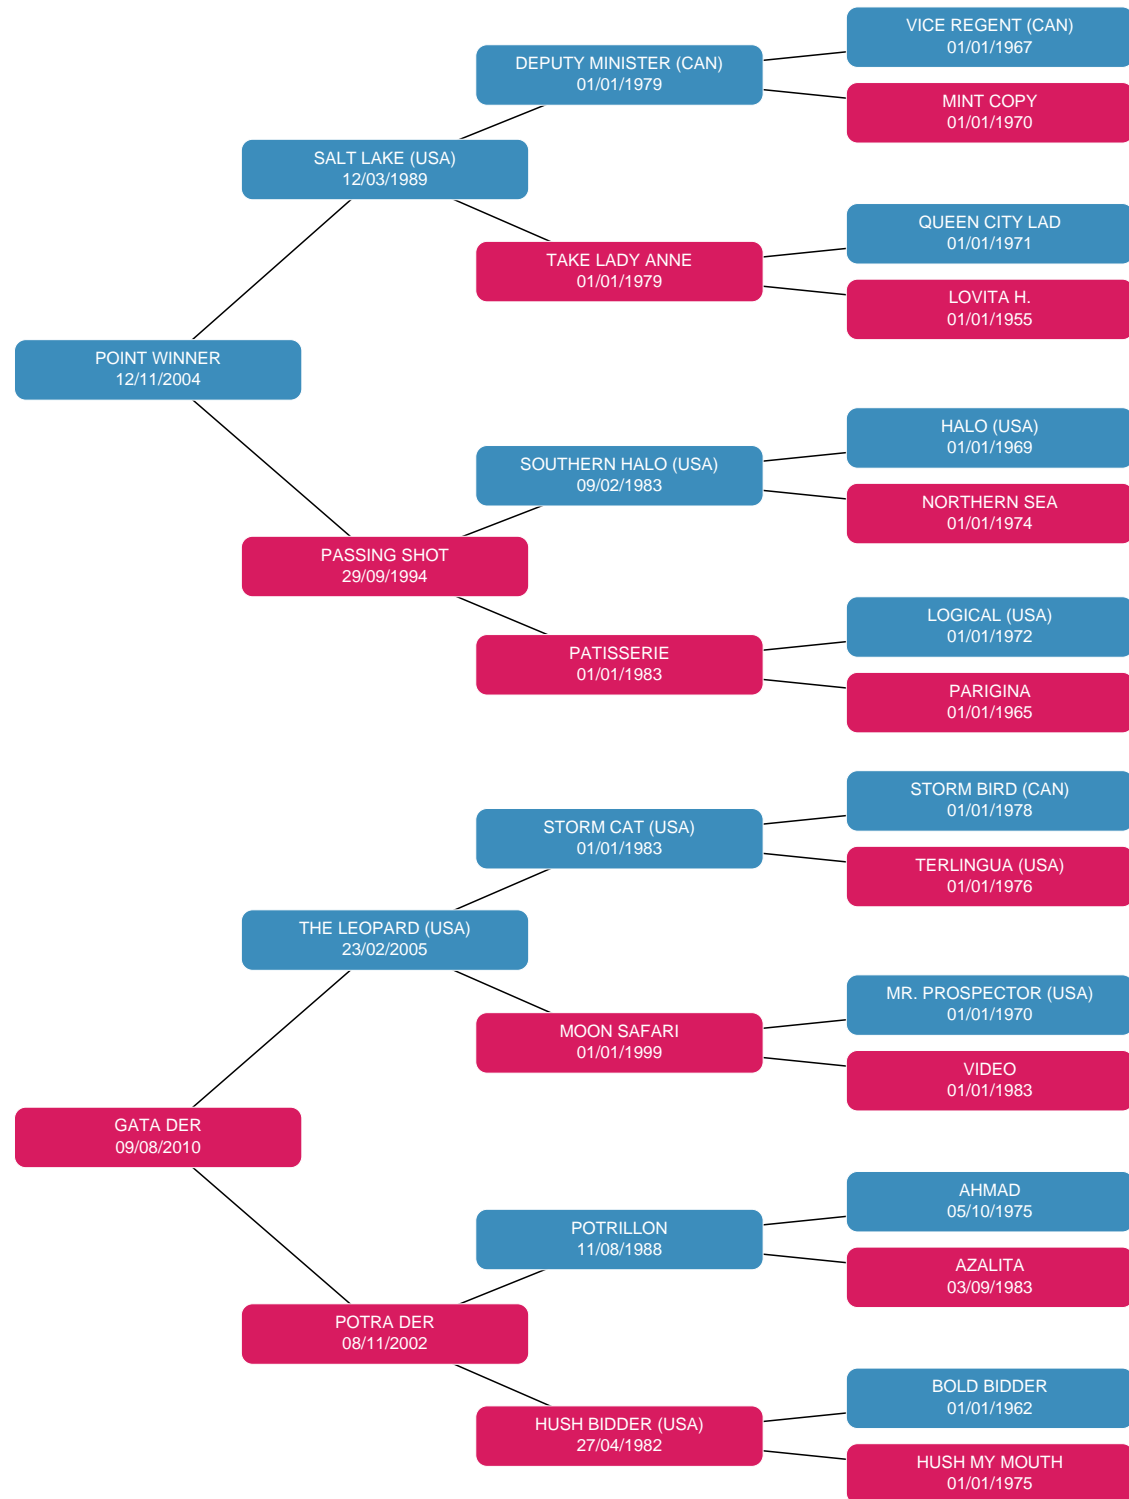 VICE REGENT (CAN)
01/01/1967
DEPUTY MINISTER (CAN)
01/01/1979
MINT COPY
01/01/1970
SALT LAKE (USA)
12/03/1989
QUEEN CITY LAD
01/01/1971
TAKE LADY ANNE
01/01/1979
LOVITA H.
01/01/1955
POINT WINNER
12/11/2004
HALO (USA)
01/01/1969
SOUTHERN HALO (USA)
09/02/1983
NORTHERN SEA
01/01/1974
PASSING SHOT
29/09/1994
LOGICAL (USA)
01/01/1972
PATISSERIE
01/01/1983
PARIGINA
01/01/1965
STORM BIRD (CAN)
01/01/1978
STORM CAT (USA)
01/01/1983
TERLINGUA (USA)
01/01/1976
THE LEOPARD (USA)
23/02/2005
MR. PROSPECTOR (USA)
01/01/1970
MOON SAFARI
01/01/1999
VIDEO
01/01/1983
GATA DER
09/08/2010
AHMAD
05/10/1975
POTRILLON
11/08/1988
AZALITA
03/09/1983
POTRA DER
08/11/2002
BOLD BIDDER
01/01/1962
HUSH BIDDER (USA)
27/04/1982
HUSH MY MOUTH
01/01/1975